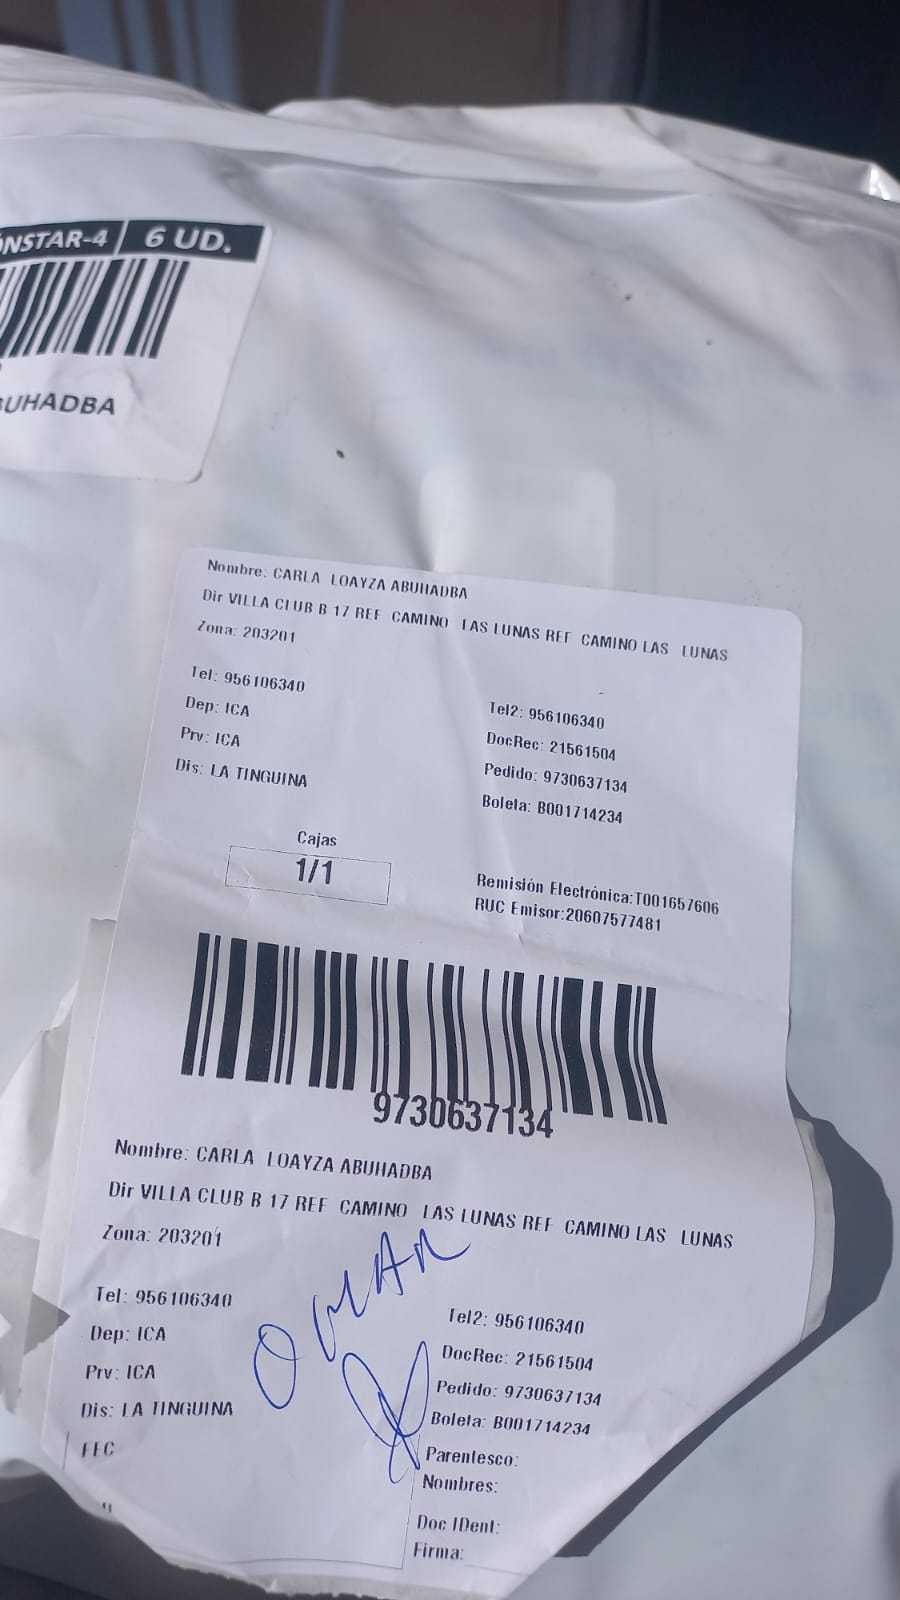 NSTAR-4 6 UD.
BUHADBA
Nombre: CARLA LOAYZA ABUHADBA
Dir VILLA CLUB B 17 REF CAMINO LAS LUNAS REF CAMINO LAS LUNAS
Zona: 203201
Tel: 956106340
Tel2: 956106340
Dep: ICA
DocRec: 21561504
Prv: ICA
Pedido: 9730637134
Dis: LA TINGUINA
Boleta: B001714234
Cajas
1/1
Remisión Electrónica:T001657606
RUC Emisor:20607577481
9730637134
Nombre: CARLA LOAYZA ABUHADBA
Dir VILLA CLUB B 17 REF CAMINO LAS LUNAS REF CAMINO LAS LUNAS
Zona: 203201
OMAR
Tel: 956106340
Tel2: 956106340
Dep: ICA
DocRec: 21561504
Prv: ICA
Pedido: 9730637134
Dis: LA TINGUINA
Boleta: B001714234
FEC
Parentesco:
Nombres:
Doc IDent:
Firma: